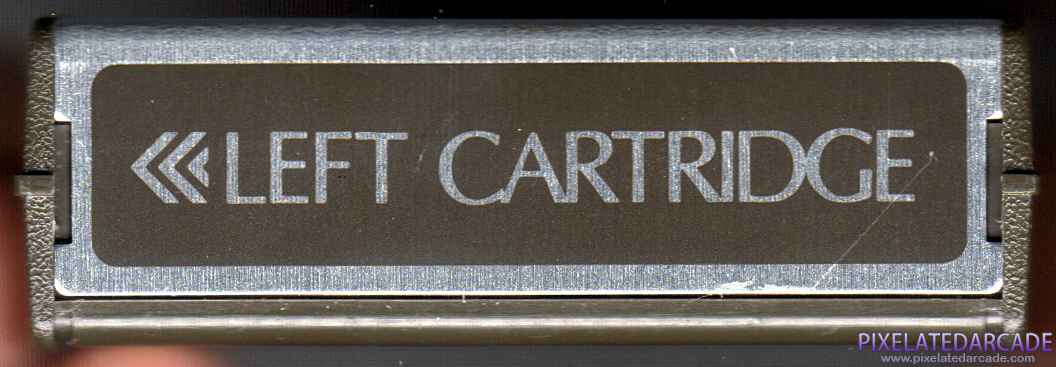 LEFT CARTRIDGE
PIXELATEDARCADE
www.pixelatedarcade.com